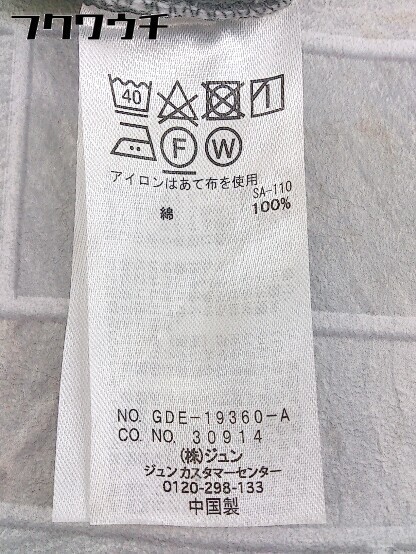 フクワウチ
40
F W
アイロンはあて布を使用
SA-110
綿 100%
NO. GDE-19360-A
CO. NO. 30914
(株)ジュン
ジュンカスタマーセンター
0120-298-133
中国製